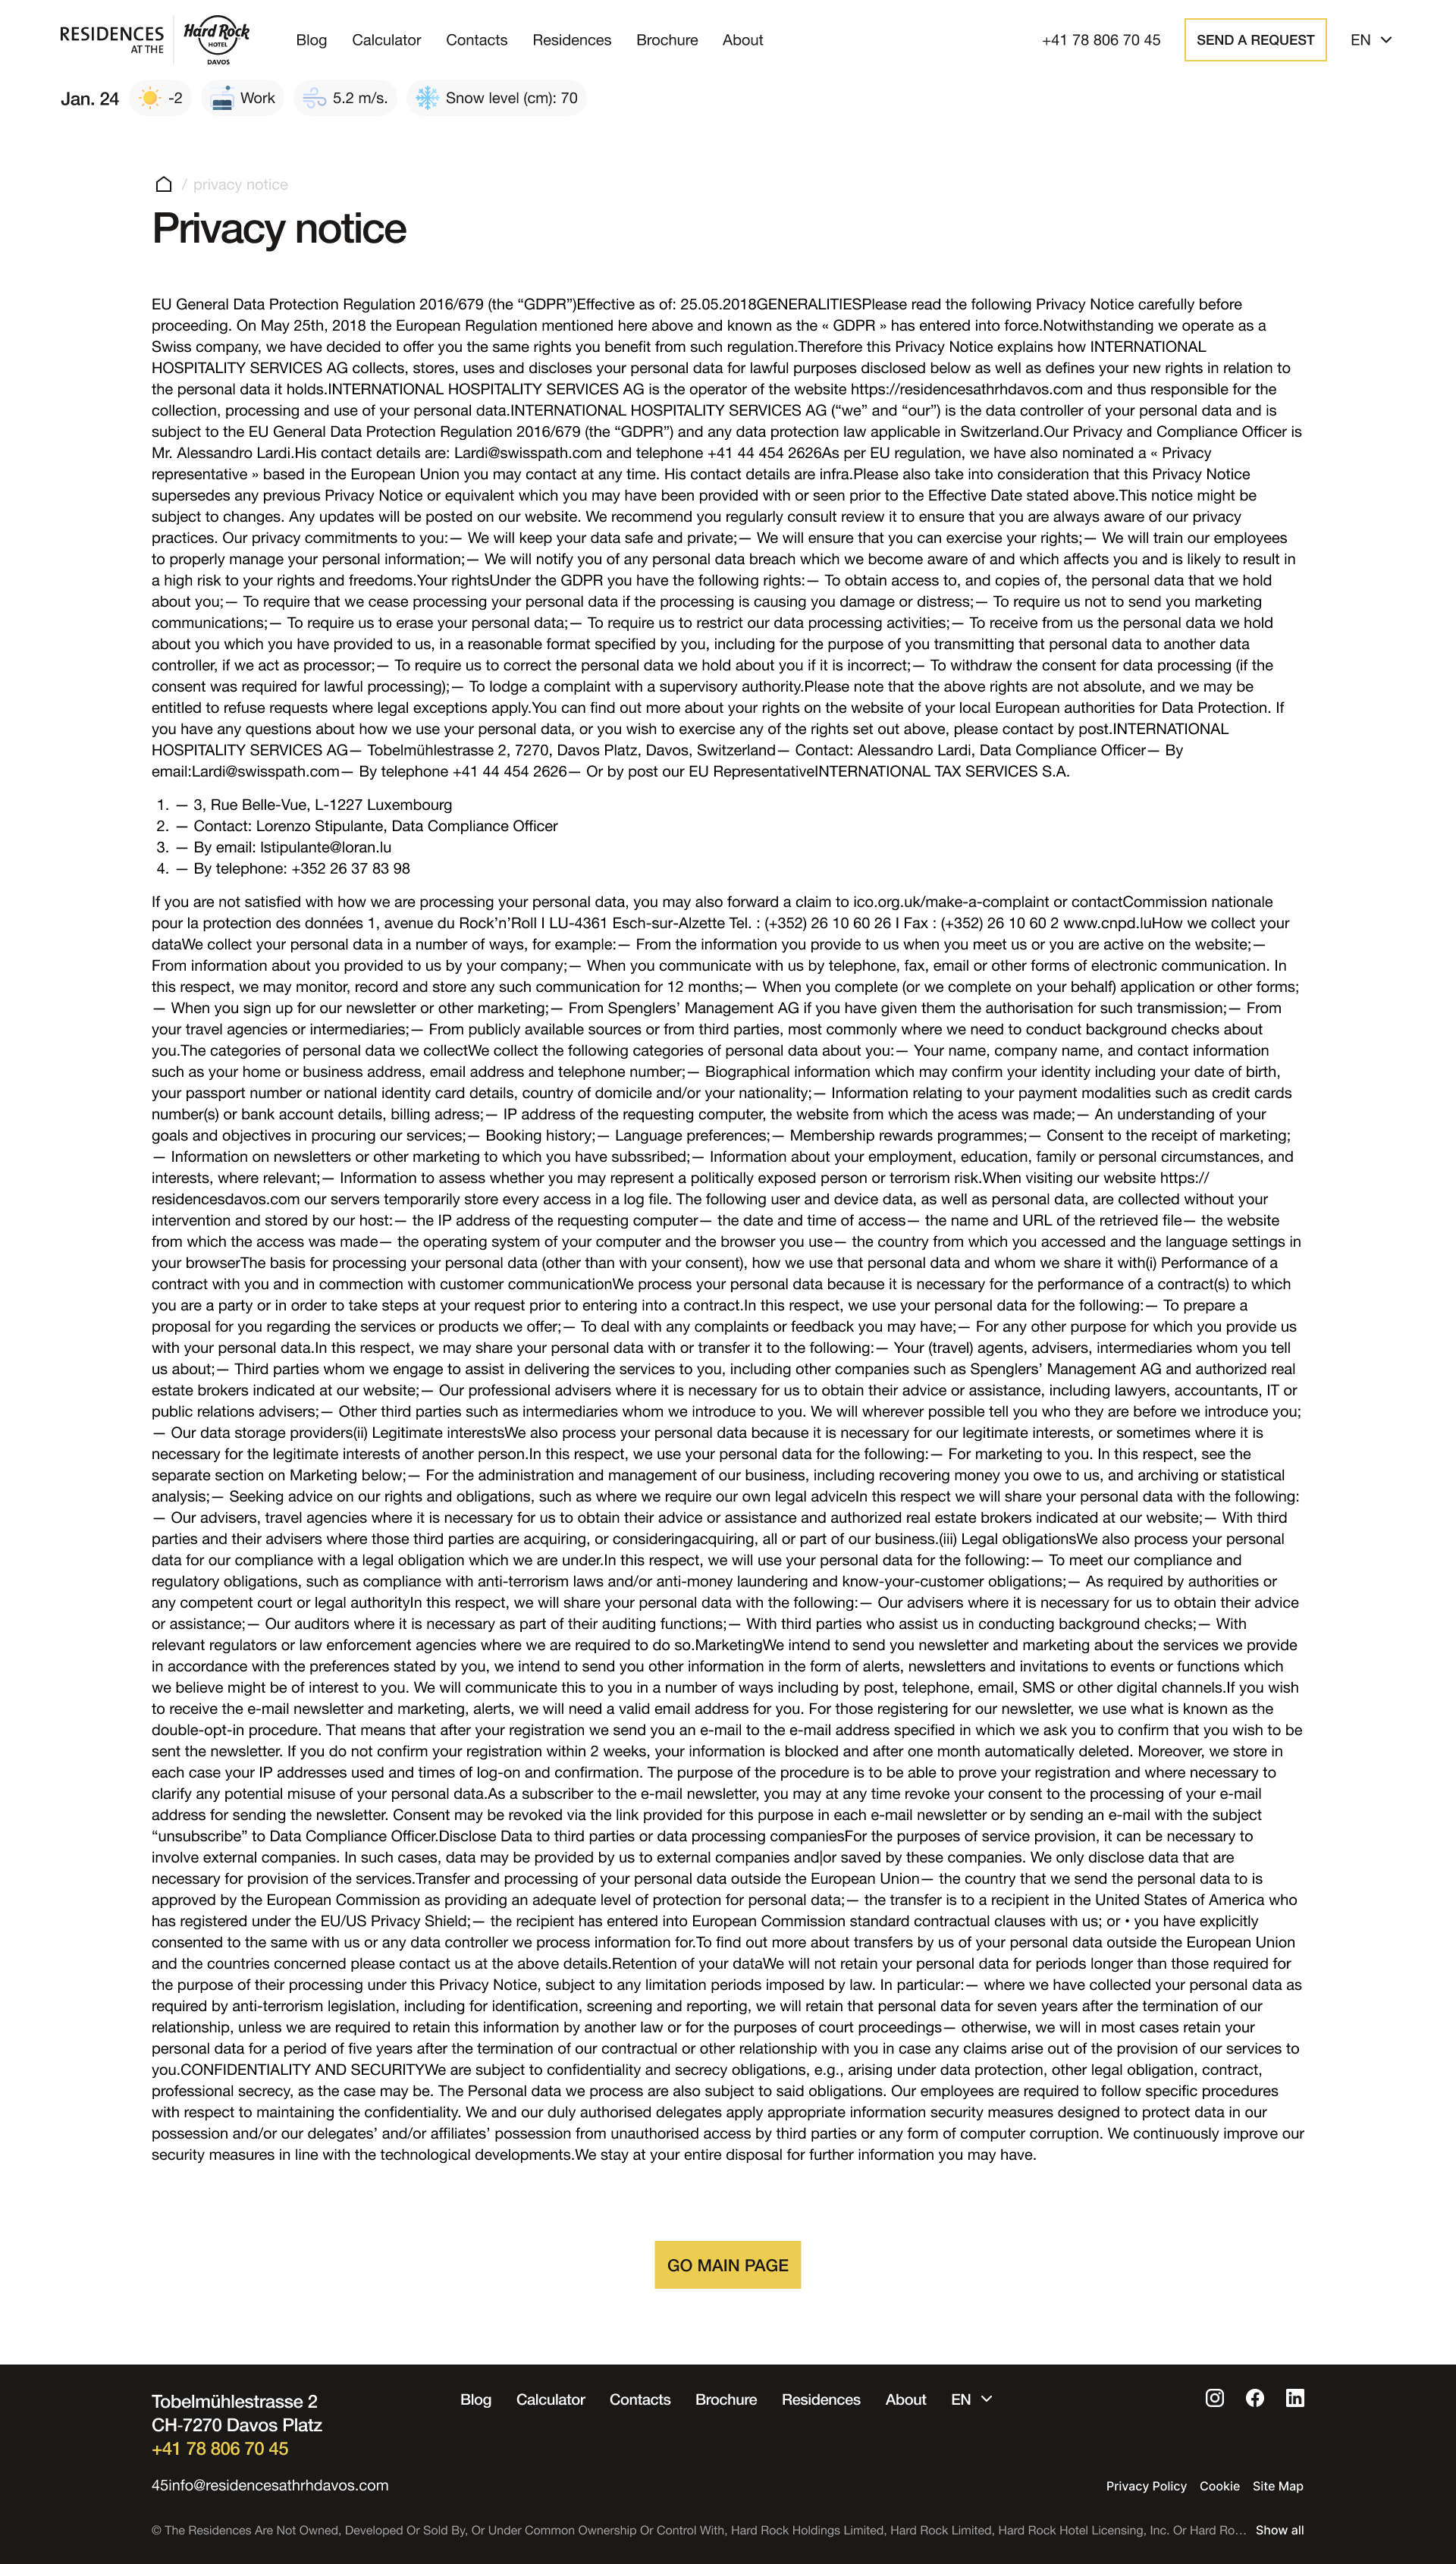 RESIDENCES
AT THE
Hard Rock
HOTEL
DAVOS
Blog Calculator Contacts Residences Brochure About
+41 78 806 70 45
SEND A REQUEST
EN
Jan. 24
-2
Work
5.2 m/s.
Snow level (cm): 70
/ privacy notice
Privacy notice
EU General Data Protection Regulation 2016/679 (the “GDPR”)Effective as of: 25.05.2018GENERALITIESPlease read the following Privacy Notice carefully before
proceeding. On May 25th, 2018 the European Regulation mentioned here above and known as the « GDPR » has entered into force.Notwithstanding we operate as a
Swiss company, we have decided to offer you the same rights you benefit from such regulation.Therefore this Privacy Notice explains how INTERNATIONAL
HOSPITALITY SERVICES AG collects, stores, uses and discloses your personal data for lawful purposes disclosed below as well as defines your new rights in relation to
the personal data it holds.INTERNATIONAL HOSPITALITY SERVICES AG is the operator of the website https://residencesathrhdavos.com and thus responsible for the
collection, processing and use of your personal data.INTERNATIONAL HOSPITALITY SERVICES AG (“we” and “our”) is the data controller of your personal data and is
subject to the EU General Data Protection Regulation 2016/679 (the “GDPR”) and any data protection law applicable in Switzerland.Our Privacy and Compliance Officer is
Mr. Alessandro Lardi.His contact details are: Lardi@swisspath.com and telephone +41 44 454 2626As per EU regulation, we have also nominated a « Privacy
representative » based in the European Union you may contact at any time. His contact details are infra.Please also take into consideration that this Privacy Notice
supersedes any previous Privacy Notice or equivalent which you may have been provided with or seen prior to the Effective Date stated above.This notice might be
subject to changes. Any updates will be posted on our website. We recommend you regularly consult review it to ensure that you are always aware of our privacy
practices. Our privacy commitments to you:— We will keep your data safe and private;— We will ensure that you can exercise your rights;— We will train our employees
to properly manage your personal information;— We will notify you of any personal data breach which we become aware of and which affects you and is likely to result in
a high risk to your rights and freedoms.Your rightsUnder the GDPR you have the following rights:— To obtain access to, and copies of, the personal data that we hold
about you;— To require that we cease processing your personal data if the processing is causing you damage or distress;— To require us not to send you marketing
communications;— To require us to erase your personal data;— To require us to restrict our data processing activities;— To receive from us the personal data we hold
about you which you have provided to us, in a reasonable format specified by you, including for the purpose of you transmitting that personal data to another data
controller, if we act as processor;— To require us to correct the personal data we hold about you if it is incorrect;— To withdraw the consent for data processing (if the
consent was required for lawful processing);— To lodge a complaint with a supervisory authority.Please note that the above rights are not absolute, and we may be
entitled to refuse requests where legal exceptions apply.You can find out more about your rights on the website of your local European authorities for Data Protection. If
you have any questions about how we use your personal data, or you wish to exercise any of the rights set out above, please contact by post.INTERNATIONAL
HOSPITALITY SERVICES AG— Tobelmühlestrasse 2, 7270, Davos Platz, Davos, Switzerland— Contact: Alessandro Lardi, Data Compliance Officer— By
email:Lardi@swisspath.com— By telephone +41 44 454 2626— Or by post our EU RepresentativeINTERNATIONAL TAX SERVICES S.A.
1. — 3, Rue Belle-Vue, L-1227 Luxembourg
2. — Contact: Lorenzo Stipulante, Data Compliance Officer
3. — By email: lstipulante@loran.lu
4. — By telephone: +352 26 37 83 98
If you are not satisfied with how we are processing your personal data, you may also forward a claim to ico.org.uk/make-a-complaint or contactCommission nationale
pour la protection des données 1, avenue du Rock’n’Roll I LU-4361 Esch-sur-Alzette Tel. : (+352) 26 10 60 26 I Fax : (+352) 26 10 60 2 www.cnpd.luHow we collect your
dataWe collect your personal data in a number of ways, for example:— From the information you provide to us when you meet us or you are active on the website;—
From information about you provided to us by your company;— When you communicate with us by telephone, fax, email or other forms of electronic communication. In
this respect, we may monitor, record and store any such communication for 12 months;— When you complete (or we complete on your behalf) application or other forms;
— When you sign up for our newsletter or other marketing;— From Spenglers’ Management AG if you have given them the authorisation for such transmission;— From
your travel agencies or intermediaries;— From publicly available sources or from third parties, most commonly where we need to conduct background checks about
you.The categories of personal data we collectWe collect the following categories of personal data about you:— Your name, company name, and contact information
such as your home or business address, email address and telephone number;— Biographical information which may confirm your identity including your date of birth,
your passport number or national identity card details, country of domicile and/or your nationality;— Information relating to your payment modalities such as credit cards
number(s) or bank account details, billing adress;— IP address of the requesting computer, the website from which the acess was made;— An understanding of your
goals and objectives in procuring our services;— Booking history;— Language preferences;— Membership rewards programmes;— Consent to the receipt of marketing;
— Information on newsletters or other marketing to which you have subssribed;— Information about your employment, education, family or personal circumstances, and
interests, where relevant;— Information to assess whether you may represent a politically exposed person or terrorism risk.When visiting our website https://
residencesdavos.com our servers temporarily store every access in a log file. The following user and device data, as well as personal data, are collected without your
intervention and stored by our host:— the IP address of the requesting computer— the date and time of access— the name and URL of the retrieved file— the website
from which the access was made— the operating system of your computer and the browser you use— the country from which you accessed and the language settings in
your browserThe basis for processing your personal data (other than with your consent), how we use that personal data and whom we share it with(i) Performance of a
contract with you and in commection with customer communicationWe process your personal data because it is necessary for the performance of a contract(s) to which
you are a party or in order to take steps at your request prior to entering into a contract.In this respect, we use your personal data for the following:— To prepare a
proposal for you regarding the services or products we offer;— To deal with any complaints or feedback you may have;— For any other purpose for which you provide us
with your personal data.In this respect, we may share your personal data with or transfer it to the following:— Your (travel) agents, advisers, intermediaries whom you tell
us about;— Third parties whom we engage to assist in delivering the services to you, including other companies such as Spenglers’ Management AG and authorized real
estate brokers indicated at our website;— Our professional advisers where it is necessary for us to obtain their advice or assistance, including lawyers, accountants, IT or
public relations advisers;— Other third parties such as intermediaries whom we introduce to you. We will wherever possible tell you who they are before we introduce you;
— Our data storage providers(ii) Legitimate interestsWe also process your personal data because it is necessary for our legitimate interests, or sometimes where it is
necessary for the legitimate interests of another person.In this respect, we use your personal data for the following:— For marketing to you. In this respect, see the
separate section on Marketing below;— For the administration and management of our business, including recovering money you owe to us, and archiving or statistical
analysis;— Seeking advice on our rights and obligations, such as where we require our own legal adviceIn this respect we will share your personal data with the following:
— Our advisers, travel agencies where it is necessary for us to obtain their advice or assistance and authorized real estate brokers indicated at our website;— With third
parties and their advisers where those third parties are acquiring, or consideringacquiring, all or part of our business.(iii) Legal obligationsWe also process your personal
data for our compliance with a legal obligation which we are under.In this respect, we will use your personal data for the following:— To meet our compliance and
regulatory obligations, such as compliance with anti-terrorism laws and/or anti-money laundering and know-your-customer obligations;— As required by authorities or
any competent court or legal authorityIn this respect, we will share your personal data with the following:— Our advisers where it is necessary for us to obtain their advice
or assistance;— Our auditors where it is necessary as part of their auditing functions;— With third parties who assist us in conducting background checks;— With
relevant regulators or law enforcement agencies where we are required to do so.MarketingWe intend to send you newsletter and marketing about the services we provide
in accordance with the preferences stated by you, we intend to send you other information in the form of alerts, newsletters and invitations to events or functions which
we believe might be of interest to you. We will communicate this to you in a number of ways including by post, telephone, email, SMS or other digital channels.If you wish
to receive the e-mail newsletter and marketing, alerts, we will need a valid email address for you. For those registering for our newsletter, we use what is known as the
double-opt-in procedure. That means that after your registration we send you an e-mail to the e-mail address specified in which we ask you to confirm that you wish to be
sent the newsletter. If you do not confirm your registration within 2 weeks, your information is blocked and after one month automatically deleted. Moreover, we store in
each case your IP addresses used and times of log-on and confirmation. The purpose of the procedure is to be able to prove your registration and where necessary to
clarify any potential misuse of your personal data.As a subscriber to the e-mail newsletter, you may at any time revoke your consent to the processing of your e-mail
address for sending the newsletter. Consent may be revoked via the link provided for this purpose in each e-mail newsletter or by sending an e-mail with the subject
“unsubscribe” to Data Compliance Officer.Disclose Data to third parties or data processing companiesFor the purposes of service provision, it can be necessary to
involve external companies. In such cases, data may be provided by us to external companies and|or saved by these companies. We only disclose data that are
necessary for provision of the services.Transfer and processing of your personal data outside the European Union— the country that we send the personal data to is
approved by the European Commission as providing an adequate level of protection for personal data;— the transfer is to a recipient in the United States of America who
has registered under the EU/US Privacy Shield;— the recipient has entered into European Commission standard contractual clauses with us; or • you have explicitly
consented to the same with us or any data controller we process information for.To find out more about transfers by us of your personal data outside the European Union
and the countries concerned please contact us at the above details.Retention of your dataWe will not retain your personal data for periods longer than those required for
the purpose of their processing under this Privacy Notice, subject to any limitation periods imposed by law. In particular:— where we have collected your personal data as
required by anti-terrorism legislation, including for identification, screening and reporting, we will retain that personal data for seven years after the termination of our
relationship, unless we are required to retain this information by another law or for the purposes of court proceedings— otherwise, we will in most cases retain your
personal data for a period of five years after the termination of our contractual or other relationship with you in case any claims arise out of the provision of our services to
you.CONFIDENTIALITY AND SECURITYWe are subject to confidentiality and secrecy obligations, e.g., arising under data protection, other legal obligation, contract,
professional secrecy, as the case may be. The Personal data we process are also subject to said obligations. Our employees are required to follow specific procedures
with respect to maintaining the confidentiality. We and our duly authorised delegates apply appropriate information security measures designed to protect data in our
possession and/or our delegates’ and/or affiliates’ possession from unauthorised access by third parties or any form of computer corruption. We continuously improve our
security measures in line with the technological developments.We stay at your entire disposal for further information you may have.
GO MAIN PAGE
Tobelmühlestrasse 2
CH-7270 Davos Platz
+41 78 806 70 45
45info@residencesathrhdavos.com
Blog Calculator Contacts Brochure Residences About EN
Privacy Policy Cookie Site Map
© The Residences Are Not Owned, Developed Or Sold By, Or Under Common Ownership Or Control With, Hard Rock Holdings Limited, Hard Rock Limited, Hard Rock Hotel Licensing, Inc. Or Hard Ro… Show all